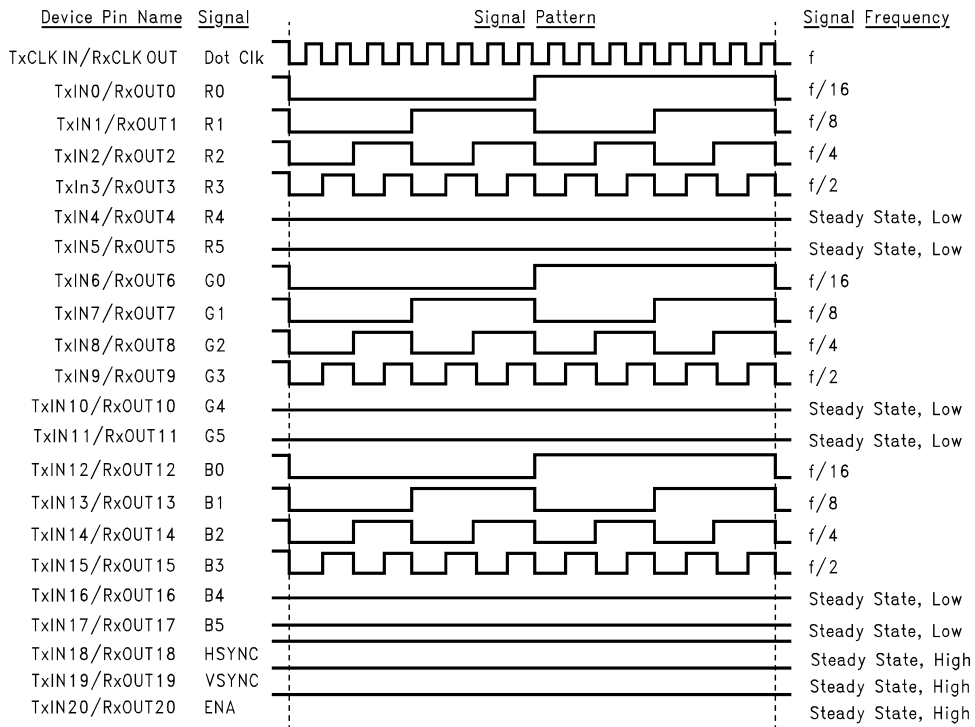 Device Pin Name Signal Signal Pattern Signal Frequency
TxCLK IN/RxCLK OUT Dot Clk f
TxIN0/RxOUT0 R0 f/16
TxIN1/RxOUT1 R1 f/8
TxIN2/RxOUT2 R2 f/4
TxIn3/RxOUT3 R3 f/2
TxIN4/RxOUT4 R4 Steady State, Low
TxIN5/RxOUT5 R5 Steady State, Low
TxIN6/RxOUT6 G0 f/16
TxIN7/RxOUT7 G1 f/8
TxIN8/RxOUT8 G2 f/4
TxIN9/RxOUT9 G3 f/2
TxIN10/RxOUT10 G4 Steady State, Low
TxIN11/RxOUT11 G5 Steady State, Low
TxIN12/RxOUT12 B0 f/16
TxIN13/RxOUT13 B1 f/8
TxIN14/RxOUT14 B2 f/4
TxIN15/RxOUT15 B3 f/2
TxIN16/RxOUT16 B4 Steady State, Low
TxIN17/RxOUT17 B5 Steady State, Low
TxIN18/RxOUT18 HSYNC Steady State, High
TxIN19/RxOUT19 VSYNC Steady State, High
TxIN20/RxOUT20 ENA Steady State, High